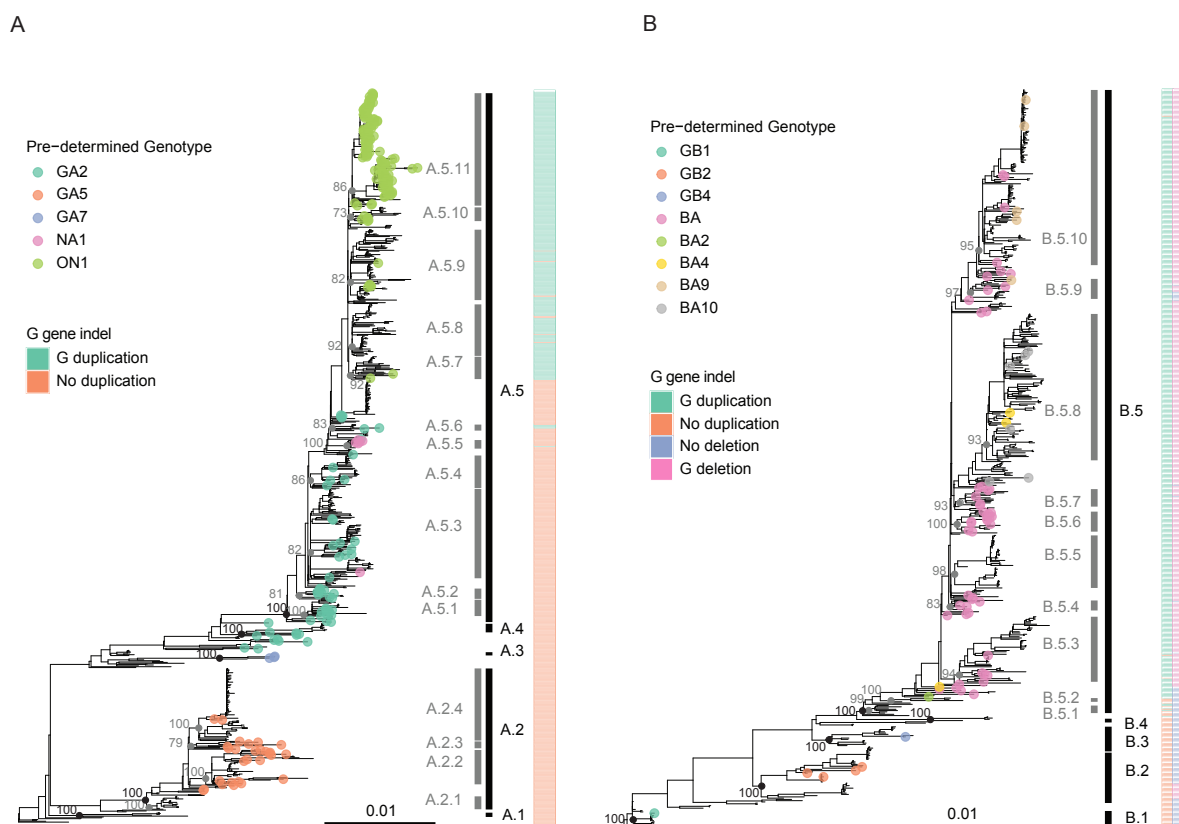 A
Pre−determined Genotype
GA2
GA5
GA7
NA1
ON1
G gene indel
G duplication
No duplication
A.5.11
A.5.10
A.5.9
A.5.8
A.5.7
A.5.6
A.5.5
A.5.4
A.5.3
A.5.2
A.5.1
A.2.4
A.2.3
A.2.2
A.2.1
A.5
A.4
A.3
A.2
A.1
86
73
82
92
92
83
100
86
82
81
100
100
100
100
100
79
100
100
100
100
0.01
B
Pre−determined Genotype
GB1
GB2
GB4
BA
BA2
BA4
BA9
BA10
G gene indel
G duplication
No duplication
No deletion
G deletion
B.5.10
B.5.9
B.5.8
B.5.7
B.5.6
B.5.5
B.5.4
B.5.3
B.5.2
B.5.1
B.5
B.4
B.3
B.2
B.1
95
97
93
93
100
98
83
94
100
99
100
100
100
100
100
0.01